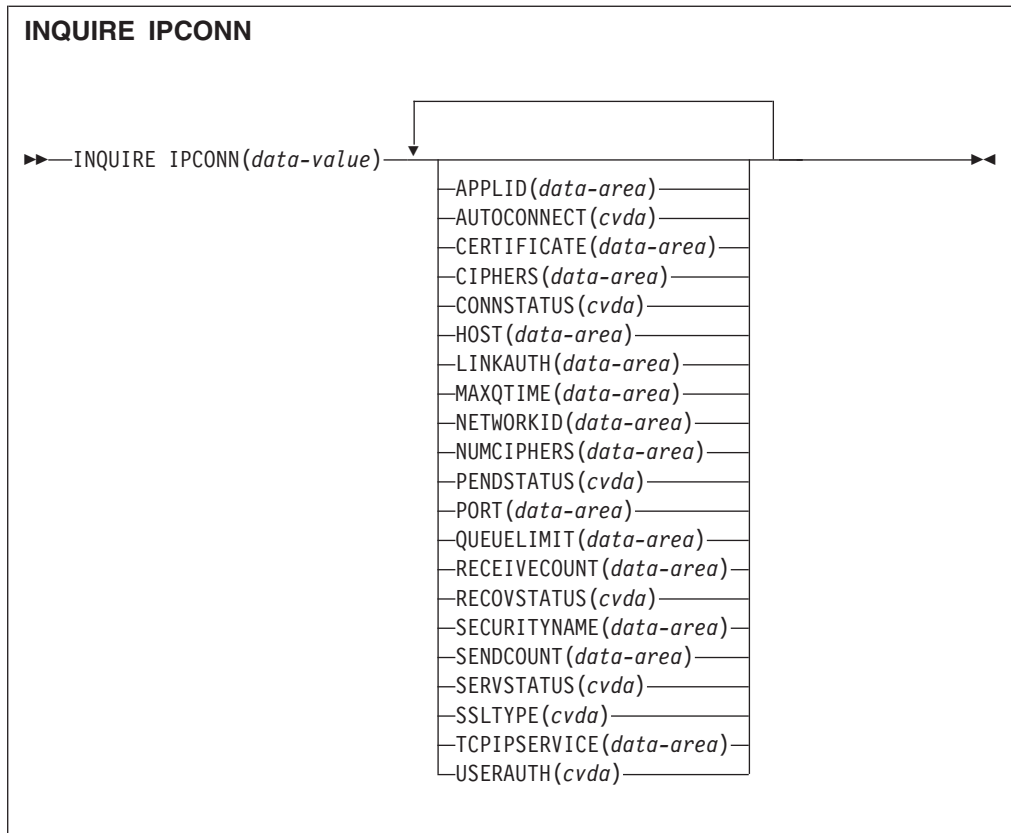 INQUIRE IPCONN
INQUIRE IPCONN(data-value)
APPLID(data-area)
AUTOCONNECT(cvda)
CERTIFICATE(data-area)
CIPHERS(data-area)
CONNSTATUS(cvda)
HOST(data-area)
LINKAUTH(data-area)
MAXQTIME(data-area)
NETWORKID(data-area)
NUMCIPHERS(data-area)
PENDSTATUS(cvda)
PORT(data-area)
QUEUELIMIT(data-area)
RECEIVECOUNT(data-area)
RECOVSTATUS(cvda)
SECURITYNAME(data-area)
SENDCOUNT(data-area)
SERVSTATUS(cvda)
SSLTYPE(cvda)
TCPIPSERVICE(data-area)
USERAUTH(cvda)